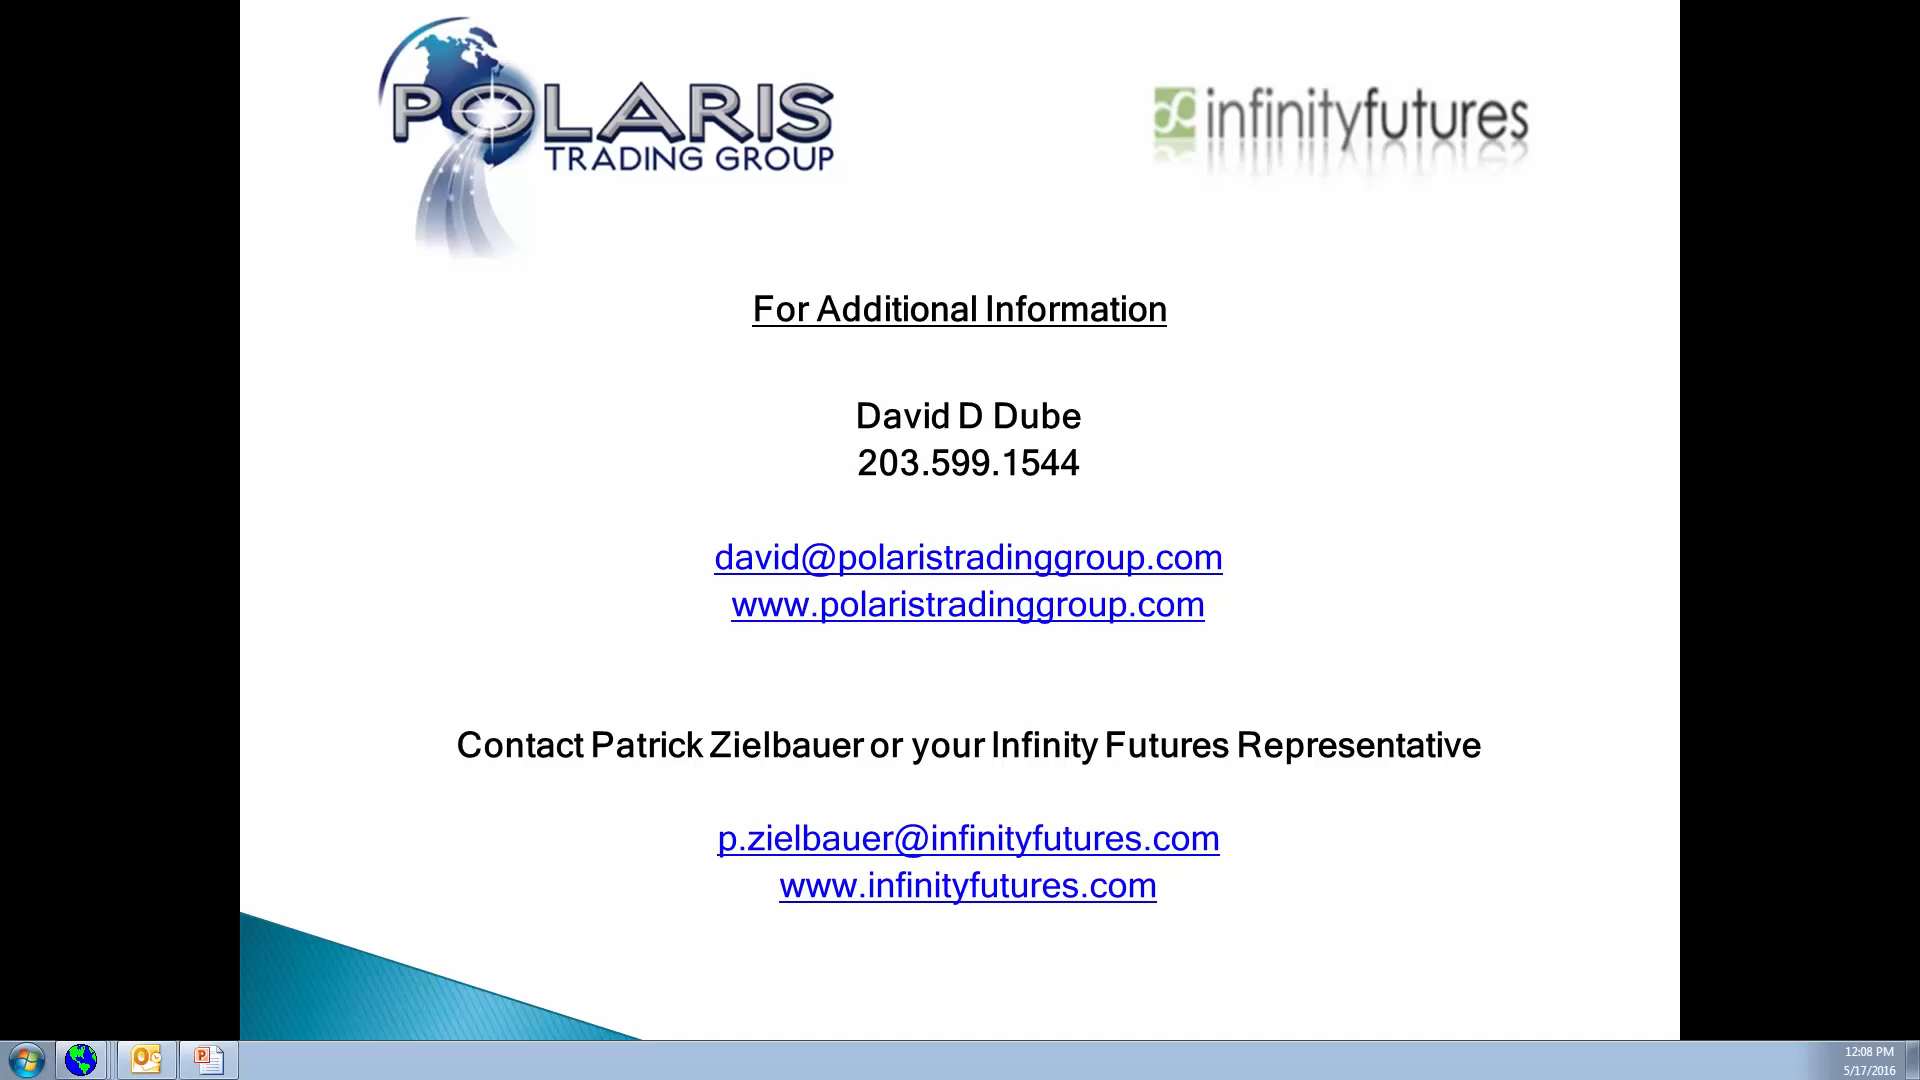 POLARIS
TRADING GROUP
infinityfutures
For Additional Information
David D Dube
203.599.1544
david@polaristradinggroup.com
www.polaristradinggroup.com
Contact Patrick Zielbauer or your Infinity Futures Representative
p.zielbauer@infinityfutures.com
www.infinityfutures.com
12:08 PM
5/17/2016